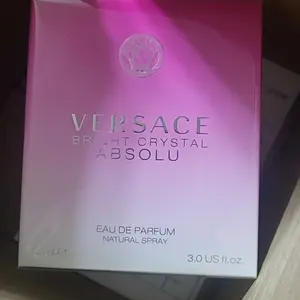 VERSACE
BRIGHT CRYSTAL
ABSOLU
EAU DE PARFUM
NATURAL SPRAY
3.0 US fl.oz.